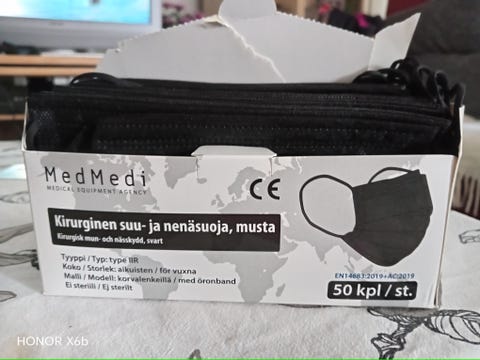 MedMedi
MEDICAL EQUIPMENT AGENCY
CE
Kirurginen suu- ja nenäsuoja, musta
Kirurgisk mun- och nässkydd, svart
Tyyppi / Typ: type IIR
Koko / Storlek: aikuisten / för vuxna
Malli / Modell: korvalenkeillä / med öronband
Ei steriili / Ej sterilt
EN14683:2019+AC:2019
50 kpl / st.
HONOR X6b